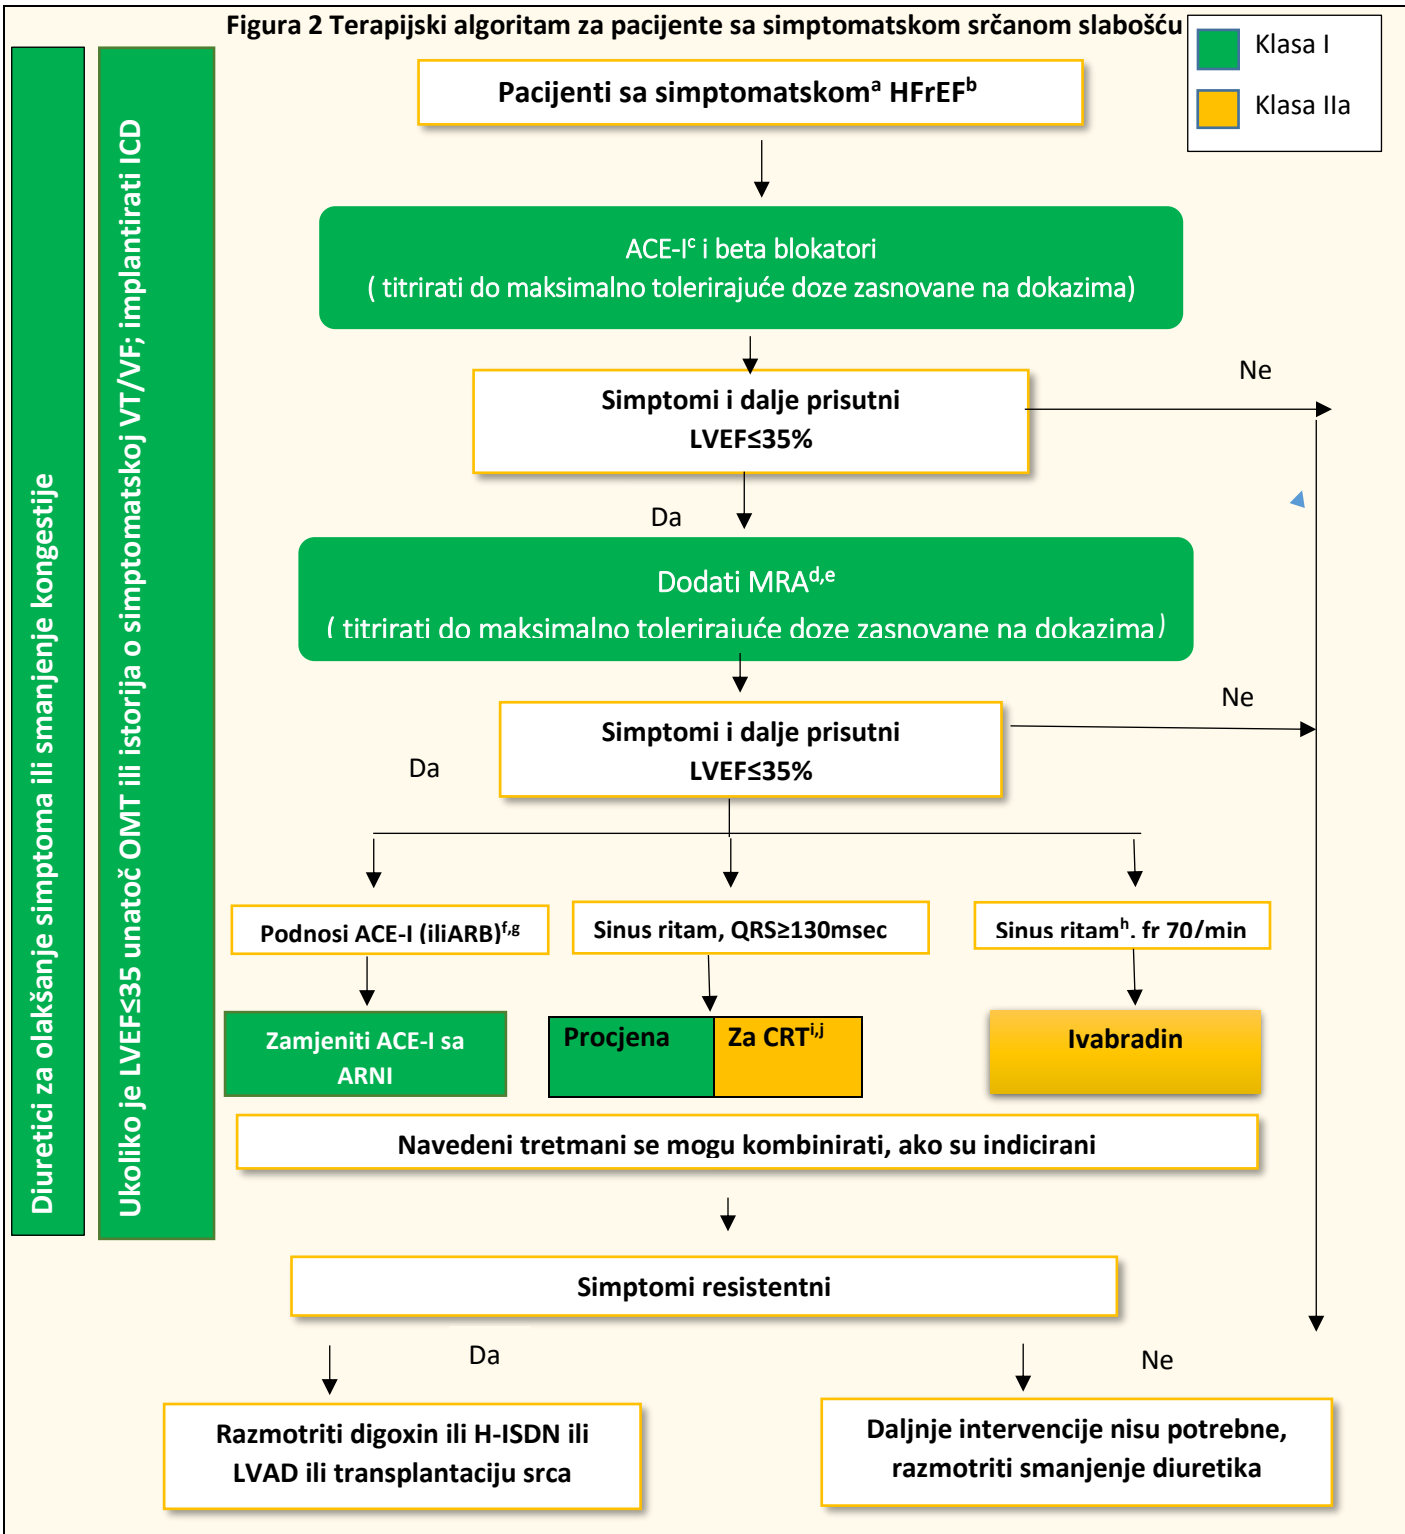 Figura 2 Terapijski algoritam za pacijente sa simptomatskom srčanom slabošću
Klasa I
Klasa IIa
Diuretici za olakšanje simptoma ili smanjenje kongestije
Ukoliko je LVEF≤35 unatoč OMT ili istorija o simptomatskoj VT/VF; implantirati ICD
Pacijenti sa simptomatskomᵃ HFrEFᵇ
ACE-Iᶜ i beta blokatori
( titrirati do maksimalno tolerirajuće doze zasnovane na dokazima)
Simptomi i dalje prisutni
LVEF≤35%
Ne
Da
Dodati MRAᵈ,ᵉ
( titrirati do maksimalno tolerirajuće doze zasnovane na dokazima)
Simptomi i dalje prisutni
LVEF≤35%
Ne
Da
Podnosi ACE-I (iliARB)ᶠ,ᵍ
Sinus ritam, QRS≥130msec
Sinus ritamʰ, fr 70/min
Zamjeniti ACE-I sa
ARNI
Procjena
Za CRTⁱ,ʲ
Ivabradin
Navedeni tretmani se mogu kombinirati, ako su indicirani
Simptomi resistentni
Da
Ne
Razmotriti digoxin ili H-ISDN ili
LVAD ili transplantaciju srca
Daljnje intervencije nisu potrebne,
razmotriti smanjenje diuretika